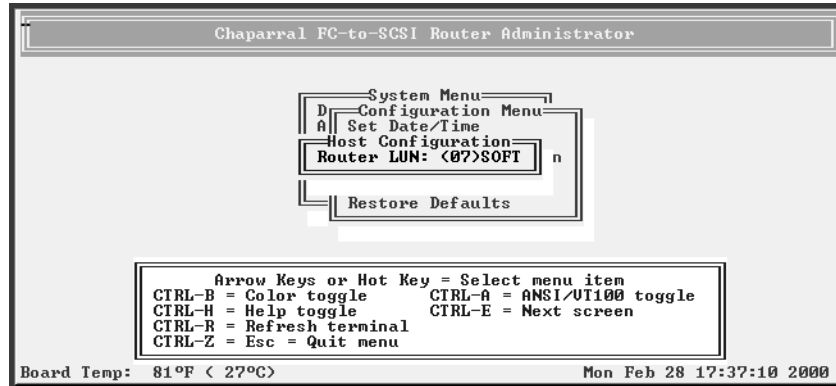 Chaparral FC-to-SCSI Router Administrator
System Menu
D
Configuration Menu
A
Set Date/Time
Host Configuration
Router LUN: (07)SOFT
n
Restore Defaults
Arrow Keys or Hot Key = Select menu item
CTRL-B = Color toggle CTRL-A = ANSI/VT100 toggle
CTRL-H = Help toggle CTRL-E = Next screen
CTRL-R = Refresh terminal
CTRL-Z = Esc = Quit menu
Board Temp: 81ºF ( 27ºC) Mon Feb 28 17:37:10 2000